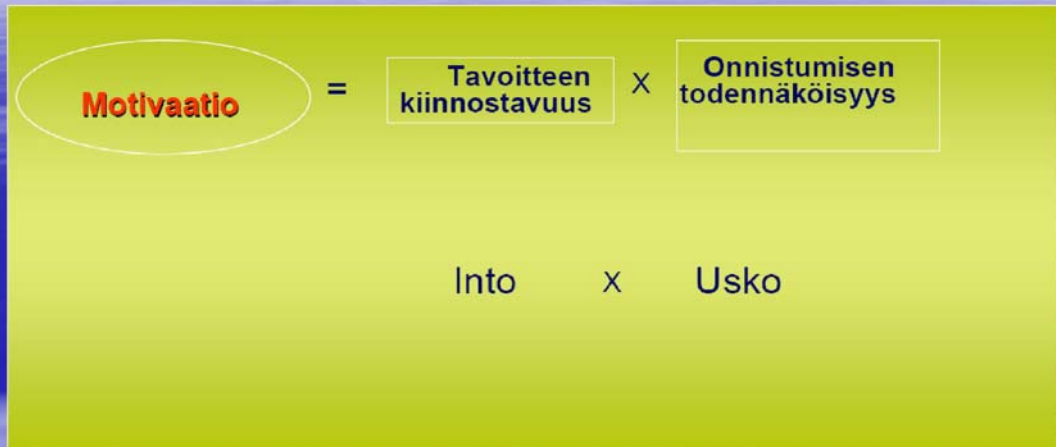 Motivaatio = Tavoitteen kiinnostavuus X Onnistumisen todennäköisyys
Into x Usko